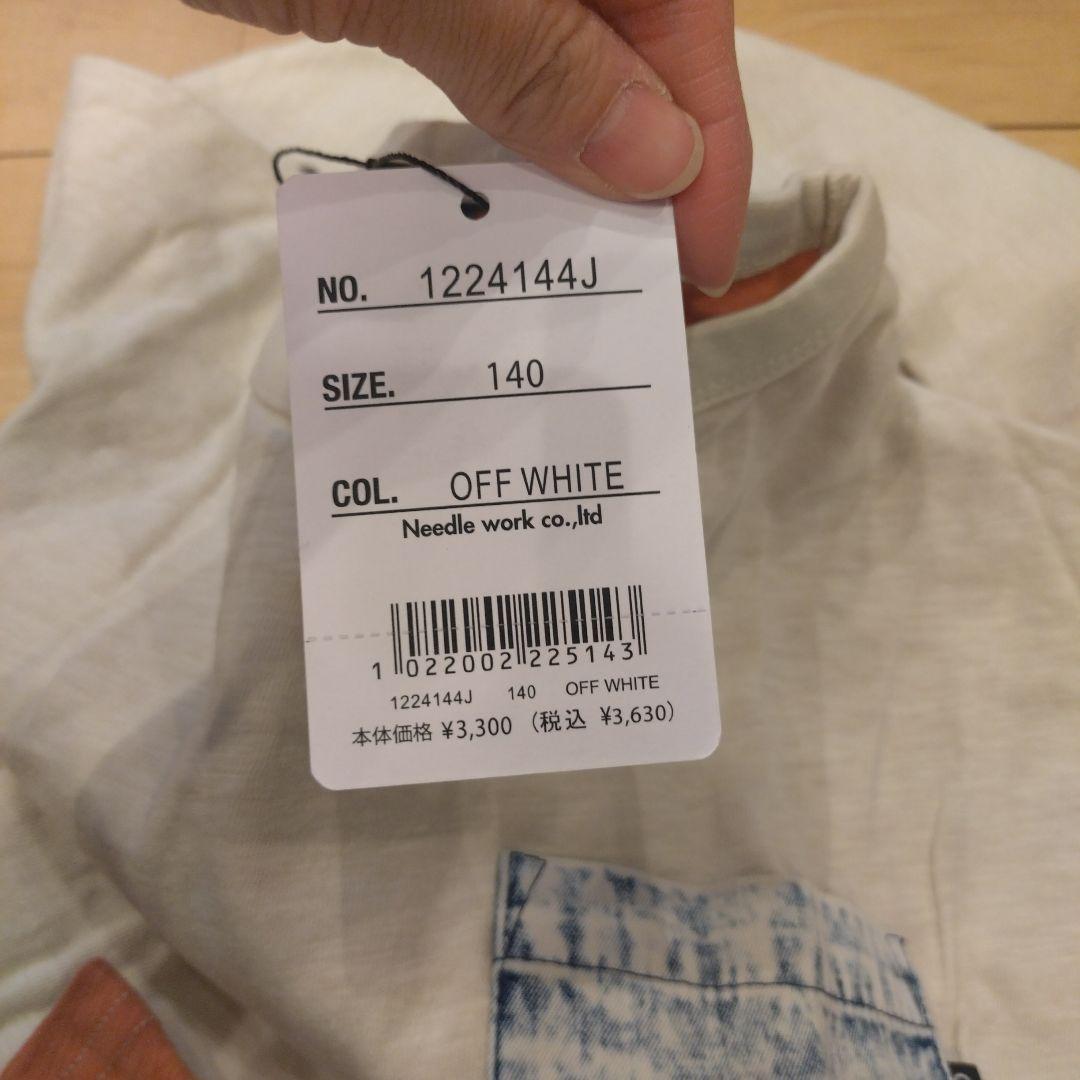 NO. 1224144J
SIZE. 140
COL. OFF WHITE
Needle work co.,ltd
1 022002 225143
1224144J 140 OFF WHITE
本体価格 ¥3,300 (税込 ¥3,630)